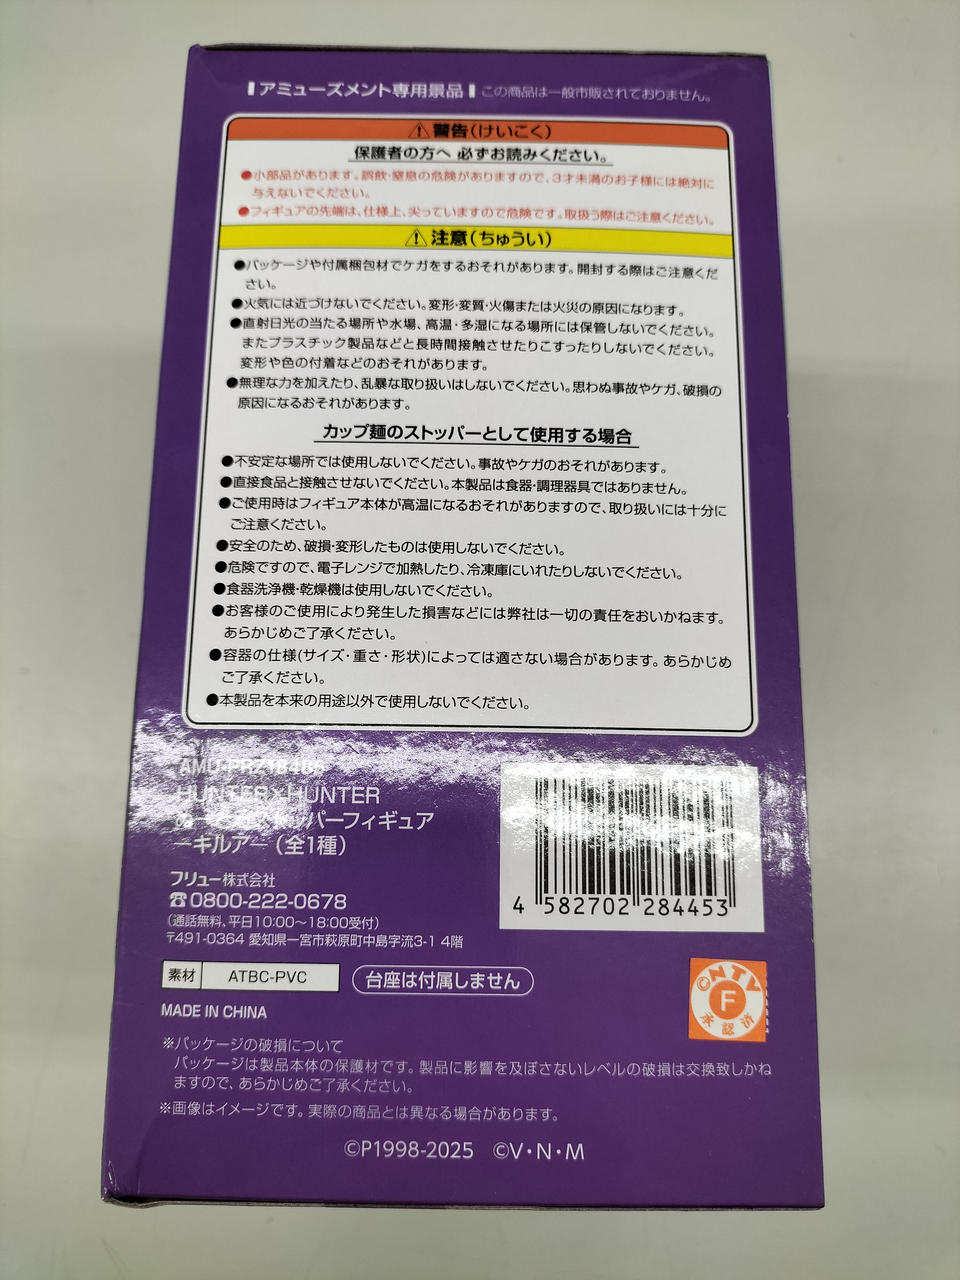 アミューズメント専用景品 この商品は一般市販されておりません。
⚠警告(けいこく)
保護者の方へ 必ずお読みください。
●小部品があります。誤飲・窒息の危険がありますので、3才未満のお子様には絶対に
与えないでください。
●フィギュアの先端は、仕様上、尖っていますので危険です。取扱う際はご注意ください。
⚠注意(ちゅうい)
●パッケージや付属梱包材でケガをするおそれがあります。開封する際はご注意くだ
さい。
●火気には近づけないでください。変形・変質・火傷または火災の原因になります。
●直射日光の当たる場所や水場、高温・多湿になる場所には保管しないでください。
またプラスチック製品などと長時間接触させたりこすったりしないでください。
変形や色の付着などのおそれがあります。
●無理な力を加えたり、乱暴な取り扱いはしないでください。思わぬ事故やケガ、破損の
原因になるおそれがあります。
カップ麺のストッパーとして使用する場合
●不安定な場所では使用しないでください。事故やケガのおそれがあります。
●直接食品と接触させないでください。本製品は食器・調理器具ではありません。
●ご使用時はフィギュア本体が高温になるおそれがありますので、取り扱いには十分に
ご注意ください。
●安全のため、破損・変形したものは使用しないでください。
●危険ですので、電子レンジで加熱したり、冷凍庫にいれたりしないでください。
●食器洗浄機・乾燥機は使用しないでください。
●お客様のご使用により発生した損害などには弊社は一切の責任をおいかねます。
あらかじめご了承ください。
●容器の仕様(サイズ・重さ・形状)によっては適さない場合があります。あらかじめ
ご了承ください。
●本製品を本来の用途以外で使用しないでください。
AMU-PRZ18486
HUNTER×HUNTER
ストッパーフィギュア
―キルア―(全1種)
フリュー株式会社
☎0800-222-0678
(通話無料、平日10:00～18:00受付)
〒491-0364 愛知県一宮市萩原町中島字流3-1 4階
4 582702 284453
素材 ATBC-PVC 台座は付属しません
©NTV
F
承認済
MADE IN CHINA
※パッケージの破損について
パッケージは製品本体の保護材です。製品に影響を及ぼさないレベルの破損は交換致しかね
ますので、あらかじめご了承ください。
※画像はイメージです。実際の商品とは異なる場合があります。
©P1998-2025 ©V・N・M